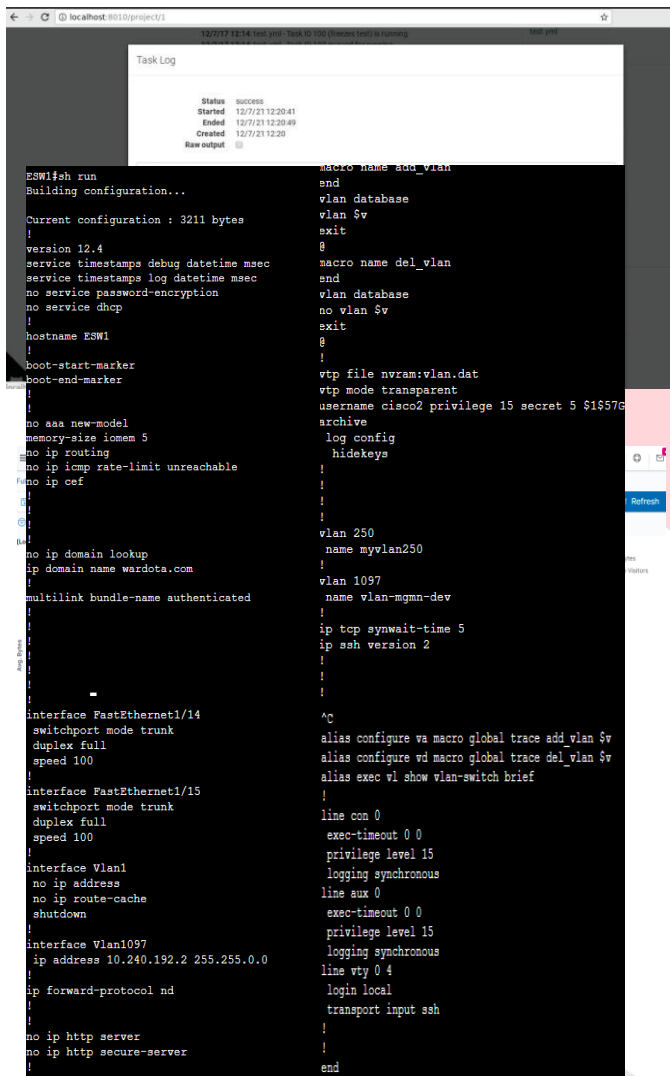 localhost:8010/project/1
12/7/17 12:14: test.yml - Task ID 100 (freezes test) is running
test.yml
Task Log
Status success
Started 12/7/21 12:20:41
Ended 12/7/21 12:20:49
Created 12/7/21 12:20
Raw output
ESW1#sh run
Building configuration...
Current configuration : 3211 bytes
!
version 12.4
service timestamps debug datetime msec
service timestamps log datetime msec
no service password-encryption
no service dhcp
!
hostname ESW1
!
boot-start-marker
boot-end-marker
!
!
no aaa new-model
memory-size iomem 5
no ip routing
no ip icmp rate-limit unreachable
no ip cef
!
!
!
!
no ip domain lookup
ip domain name wardota.com
!
multilink bundle-name authenticated
!
!
!
!
!
!
interface FastEthernet1/14
switchport mode trunk
duplex full
speed 100
!
interface FastEthernet1/15
switchport mode trunk
duplex full
speed 100
!
interface Vlan1
no ip address
no ip route-cache
shutdown
!
interface Vlan1097
ip address 10.240.192.2 255.255.0.0
!
ip forward-protocol nd
!
!
no ip http server
no ip http secure-server
!
macro name add_vlan
end
vlan database
vlan $v
exit
@
macro name del_vlan
end
vlan database
no vlan $v
exit
@
!
vtp file nvram:vlan.dat
vtp mode transparent
username cisco2 privilege 15 secret 5 $1$57G
archive
log config
hidekeys
!
!
!
!
vlan 250
name myvlan250
!
vlan 1097
name vlan-mgmn-dev
!
ip tcp synwait-time 5
ip ssh version 2
!
!
!
^C
alias configure va macro global trace add_vlan $v
alias configure vd macro global trace del_vlan $v
alias exec vl show vlan-switch brief
!
line con 0
exec-timeout 0 0
privilege level 15
logging synchronous
line aux 0
exec-timeout 0 0
privilege level 15
logging synchronous
line vty 0 4
login local
transport input ssh
!
!
end
Refresh
Visitors
Avg. Bytes